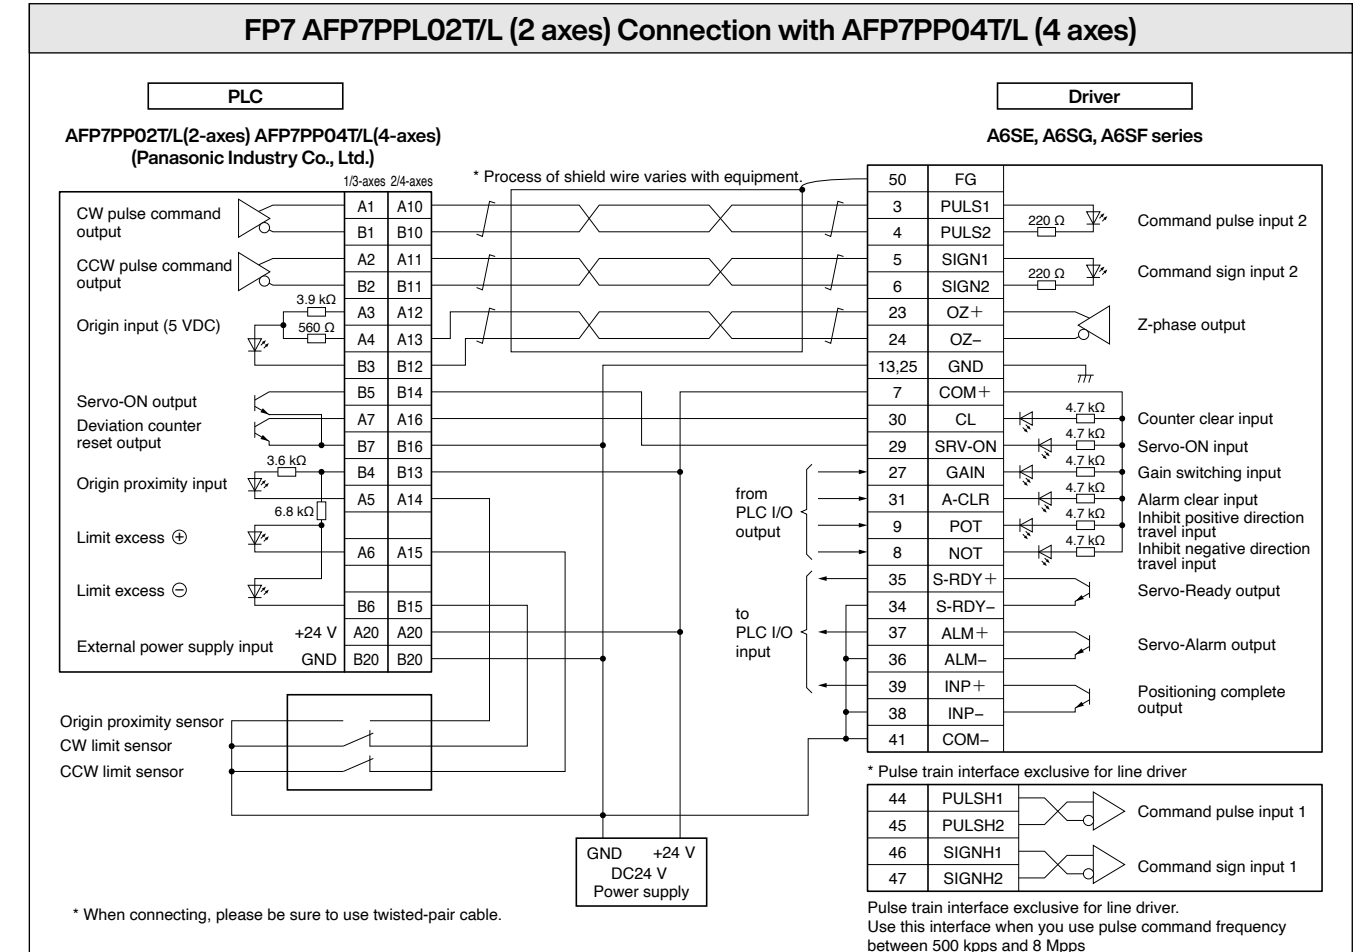 FP7 AFP7PPL02T/L (2 axes) Connection with AFP7PP04T/L (4 axes)
PLC
Driver
AFP7PP02T/L(2-axes) AFP7PP04T/L(4-axes)
(Panasonic Industry Co., Ltd.)
A6SE, A6SG, A6SF series
1/3-axes 2/4-axes
* Process of shield wire varies with equipment.
CW pulse command
output
A1 A10
B1 B10
CCW pulse command
output
A2 A11
B2 B11
Origin input (5 VDC)
3.9 kΩ
560 Ω
A3 A12
A4 A13
B3 B12
Servo-ON output
B5 B14
Deviation counter
reset output
A7 A16
B7 B16
Origin proximity input
3.6 kΩ
B4 B13
A5 A14
6.8 kΩ
Limit excess ⊕
A6 A15
Limit excess ⊖
B6 B15
External power supply input
+24 V A20 A20
GND B20 B20
Origin proximity sensor
CW limit sensor
CCW limit sensor
from
PLC I/O
output
to
PLC I/O
input
50 FG
3 PULS1
4 PULS2
220 Ω
Command pulse input 2
5 SIGN1
6 SIGN2
220 Ω
Command sign input 2
23 OZ+
24 OZ−
Z-phase output
13,25 GND
7 COM+
30 CL 4.7 kΩ Counter clear input
29 SRV-ON 4.7 kΩ Servo-ON input
27 GAIN 4.7 kΩ Gain switching input
31 A-CLR 4.7 kΩ Alarm clear input
9 POT 4.7 kΩ Inhibit positive direction
travel input
8 NOT 4.7 kΩ Inhibit negative direction
travel input
35 S-RDY+
34 S-RDY−
Servo-Ready output
37 ALM+
36 ALM−
Servo-Alarm output
39 INP+
38 INP−
Positioning complete
output
41 COM−
* Pulse train interface exclusive for line driver
44 PULSH1
45 PULSH2
Command pulse input 1
46 SIGNH1
47 SIGNH2
Command sign input 1
GND +24 V
DC24 V
Power supply
* When connecting, please be sure to use twisted-pair cable.
Pulse train interface exclusive for line driver.
Use this interface when you use pulse command frequency
between 500 kpps and 8 Mpps